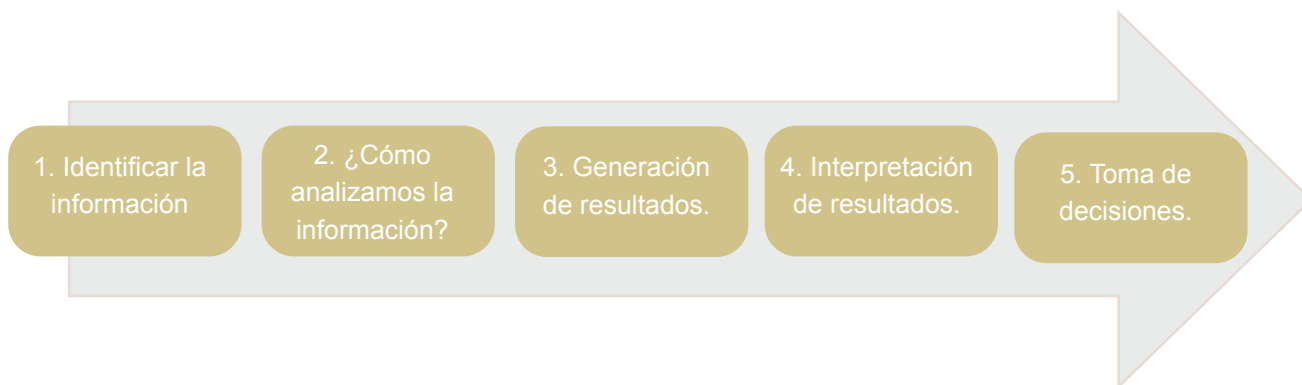 1. Identificar la
información
2. ¿Cómo
analizamos la
información?
3. Generación
de resultados.
4. Interpretación
de resultados.
5. Toma de
decisiones.